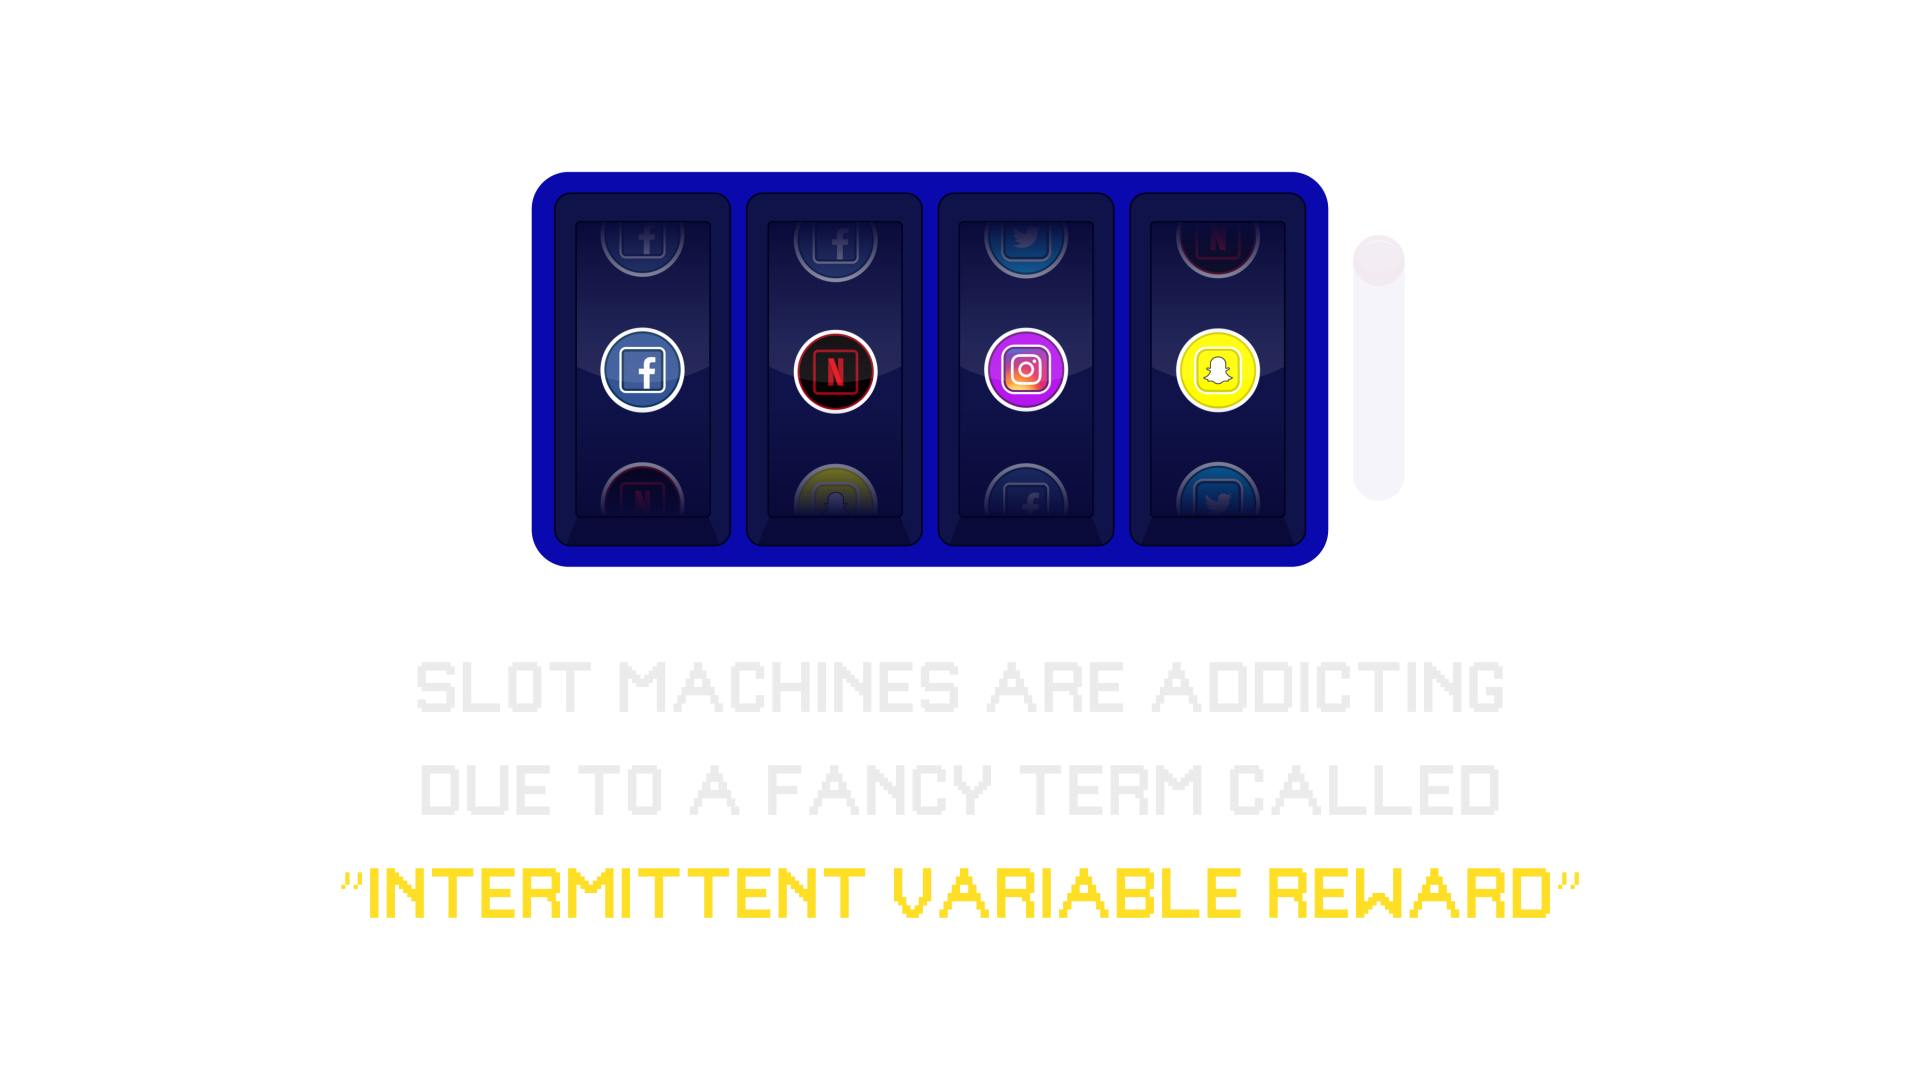 SLOT MACHINES ARE ADDICTING
DUE TO A FANCY TERM CALLED
"INTERMITTENT VARIABLE REWARD"